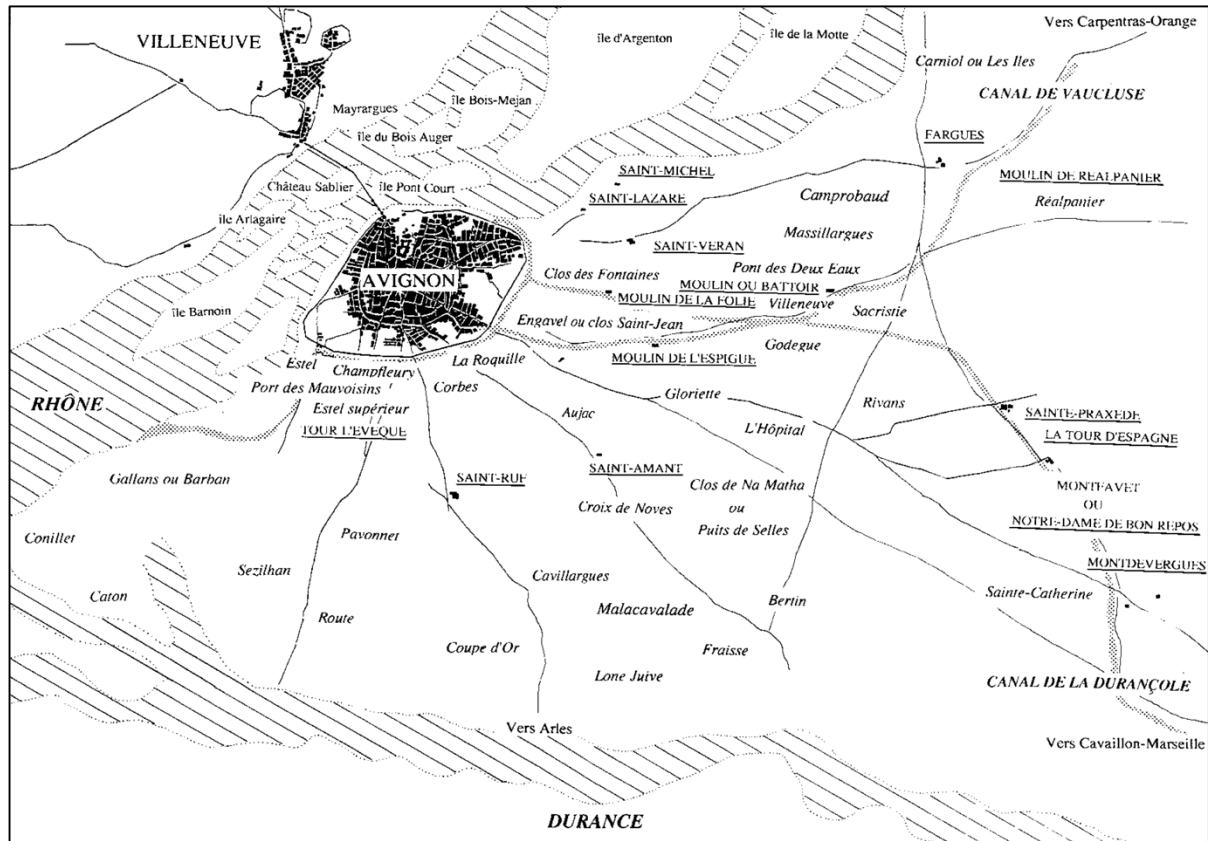 Vers Carpentras-Orange
VILLENEUVE
île d'Argenton
île de la Motte
Carniol ou Les Iles
CANAL DE VAUCLUSE
île Bois-Mejan
Mayrargues
île du Bois Auger
FARGUES
SAINT-MICHEL
MOULIN DE REALPANIER
Château Sablier
île Pont Court
SAINT-LAZARE
Camprobaud
Réalpanier
île Arlagaire
Massillargues
SAINT-VERAN
AVIGNON
Clos des Fontaines
Pont des Deux Eaux
MOULIN OU BATTOIR
MOULIN DE LA FOLIE
Villeneuve
île Barnoin
Engavel ou clos Saint-Jean
Sacristie
Godegue
MOULIN DE L'ESPIGUE
La Roquille
Estel
Champfleury
Port des Mauvoisins
Corbes
Gloriette
RHÔNE
Estel supérieur
Aujac
Rivans
SAINTE-PRAXEDE
TOUR L'EVEQUE
L'Hôpital
LA TOUR D'ESPAGNE
Gallans ou Barban
SAINT-RUF
SAINT-AMANT
Clos de Na Matha
MONTFAVET
ou
OU
Croix de Noves
Puits de Selles
NOTRE-DAME DE BON REPOS
Conillet
Pavonnet
MONTDEVERGUES
Sezilhan
Cavillargues
Caton
Sainte-Catherine
Bertin
Malacavalade
Route
Coupe d'Or
Fraisse
Lone Juive
CANAL DE LA DURANÇOLE
Vers Arles
Vers Cavaillon-Marseille
DURANCE